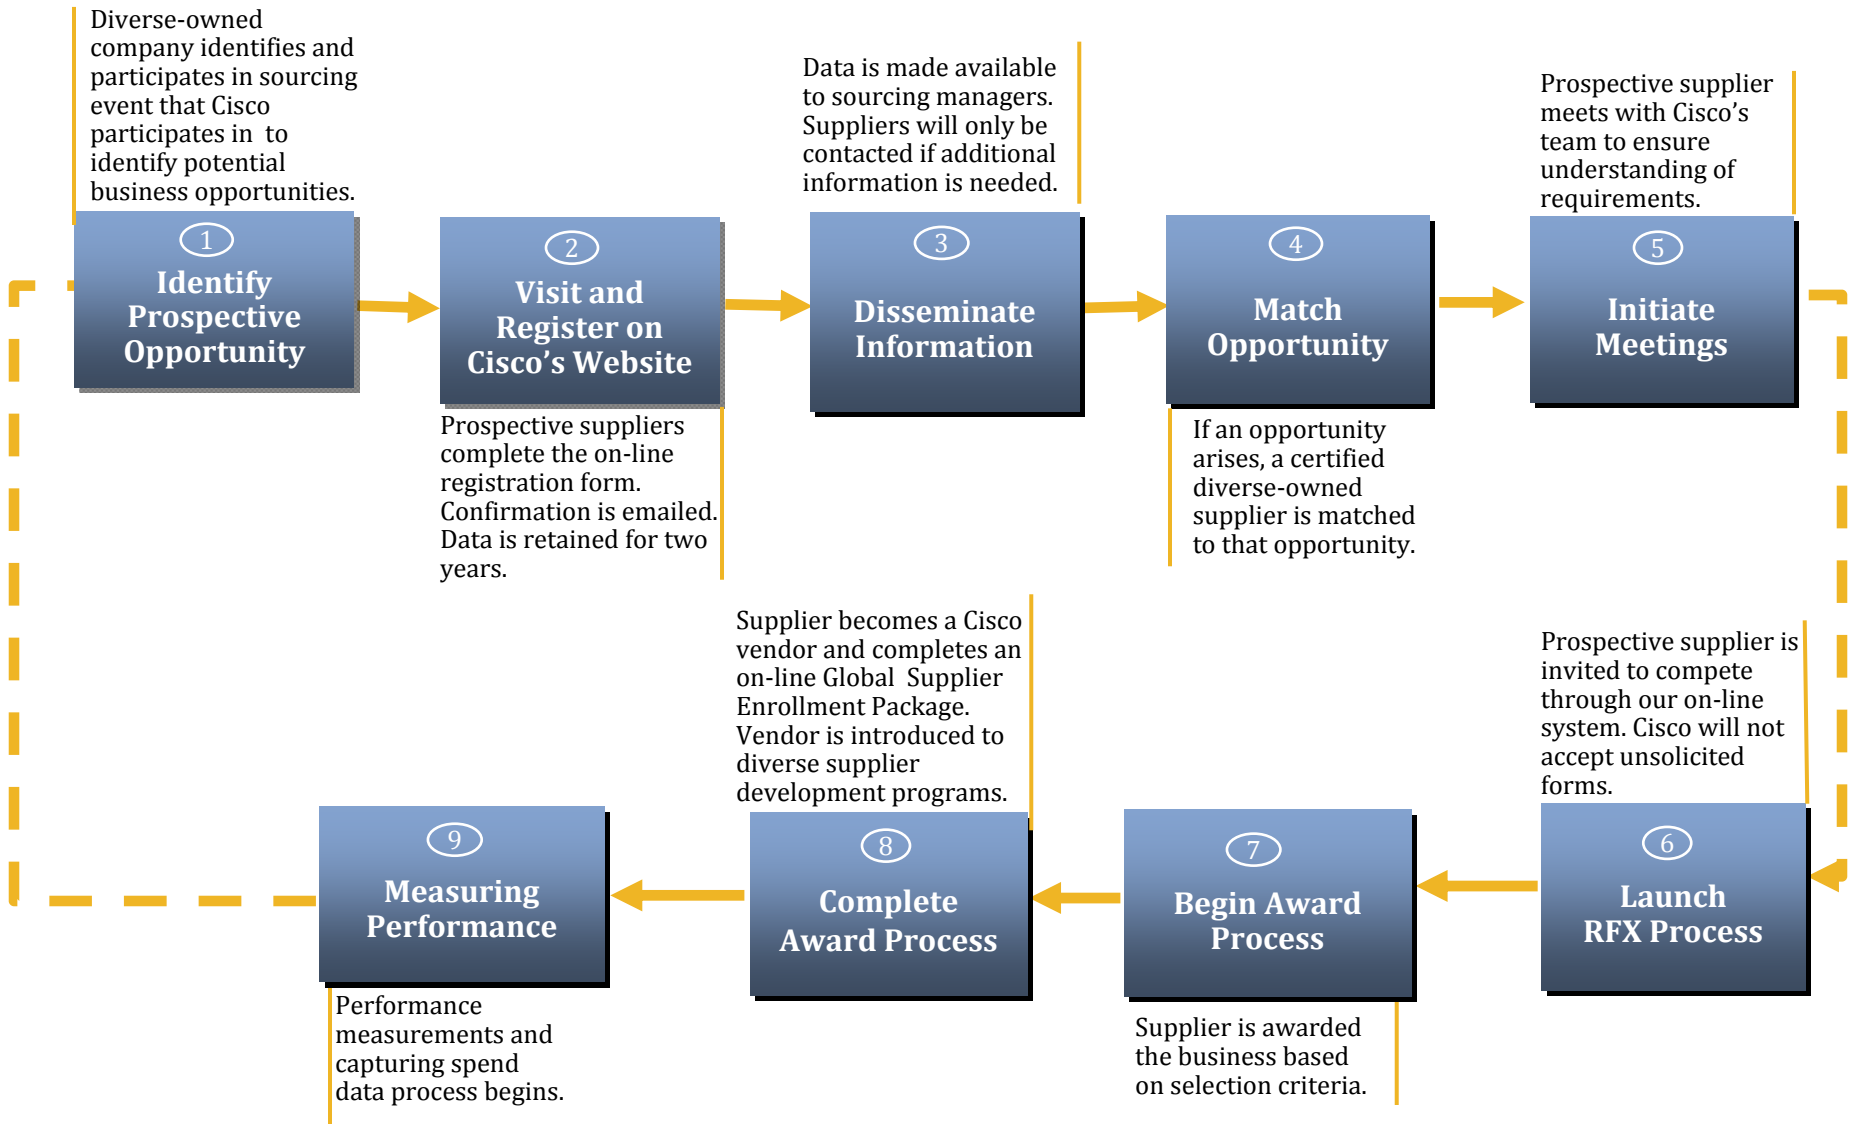 Diverse-owned
company identifies and
participates in sourcing
event that Cisco
participates in  to
identify potential
business opportunities.
1
Identify
Prospective
Opportunity
2
Visit and
Register on
Cisco’s Website
Prospective suppliers
complete the on-line
registration form.
Confirmation is emailed.
Data is retained for two
years.
Data is made available
to sourcing managers.
Suppliers will only be
contacted if additional
information is needed.
3
Disseminate
Information
4
Match
Opportunity
If an opportunity
arises, a certified
diverse-owned
supplier is matched
to that opportunity.
Prospective supplier
meets with Cisco’s
team to ensure
understanding of
requirements.
5
Initiate
Meetings
Prospective supplier is
invited to compete
through our on-line
system. Cisco will not
accept unsolicited
forms.
6
Launch
RFX Process
7
Begin Award
Process
Supplier is awarded
the business based
on selection criteria.
Supplier becomes a Cisco
vendor and completes an
on-line Global  Supplier
Enrollment Package.
Vendor is introduced to
diverse supplier
development programs.
8
Complete
Award Process
9
Measuring
Performance
Performance
measurements and
capturing spend
data process begins.